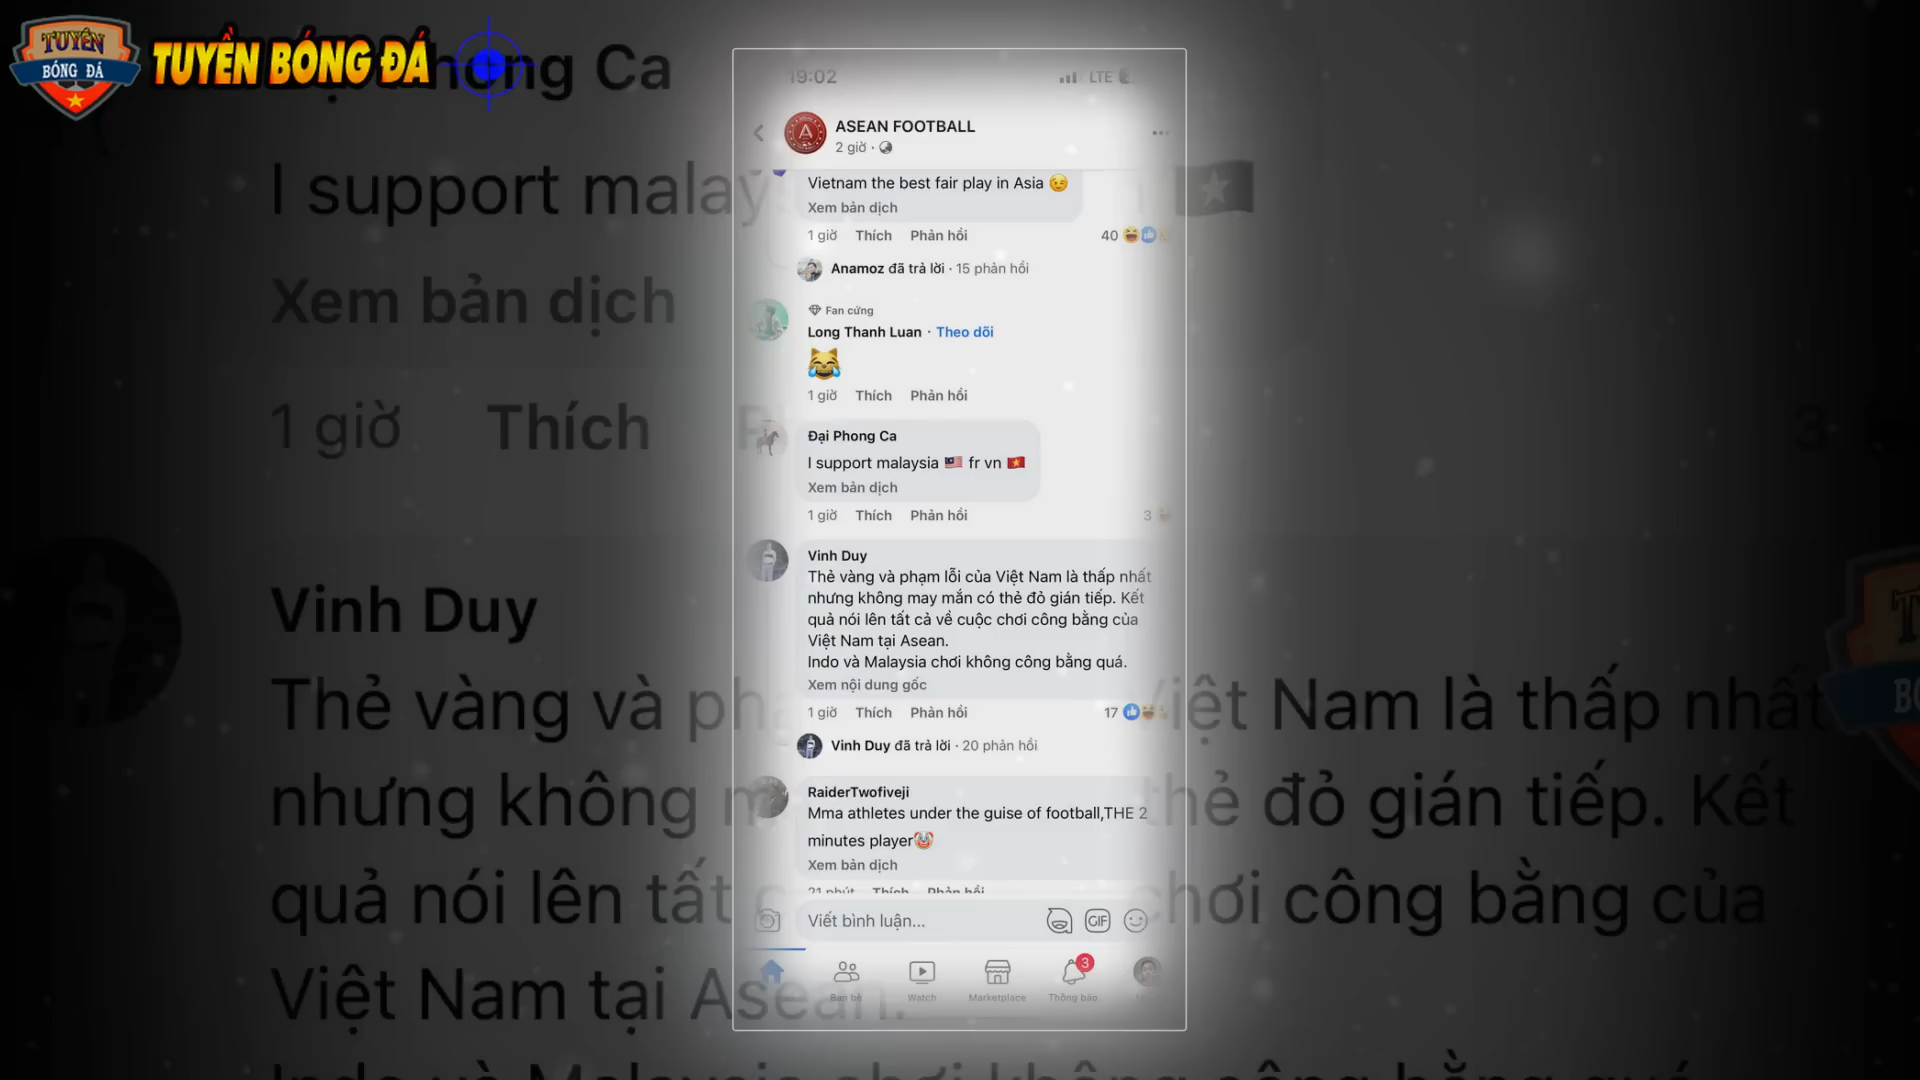 TUYỀN
BÓNG ĐÁ
TUYỀN BÓNG ĐÁ
19:02
LTE
ASEAN FOOTBALL
2 giờ ·
Vietnam the best fair play in Asia 😉
Xem bản dịch
1 giờ Thích Phản hồi 40
Anamoz đã trả lời · 15 phản hồi
Fan cứng
Long Thanh Luan · Theo dõi
😹
1 giờ Thích Phản hồi
Đại Phong Ca
I support malaysia 🇲🇾 fr vn 🇻🇳
Xem bản dịch
1 giờ Thích Phản hồi 3
Vinh Duy
Thẻ vàng và phạm lỗi của Việt Nam là thấp nhất
nhưng không may mắn có thẻ đỏ gián tiếp. Kết
quả nói lên tất cả về cuộc chơi công bằng của
Việt Nam tại Asean.
Indo và Malaysia chơi không công bằng quá.
Xem nội dung gốc
1 giờ Thích Phản hồi 17
Vinh Duy đã trả lời · 20 phản hồi
RaiderTwofiveji
Mma athletes under the guise of football,THE 2
minutes player🤡
Xem bản dịch
21 phút Thích Phản hồi
Viết bình luận...
GIF
3
Bạn bè Watch Marketplace Thông báo
Ca
I support malay
Xem bản dịch
1 giờ Thích
3
Vinh Duy
Thẻ vàng và ph
iệt Nam là thấp nhất
nhưng không
thẻ đỏ gián tiếp. Kết
quả nói lên tất
chơi công bằng của
Việt Nam tại Asean.